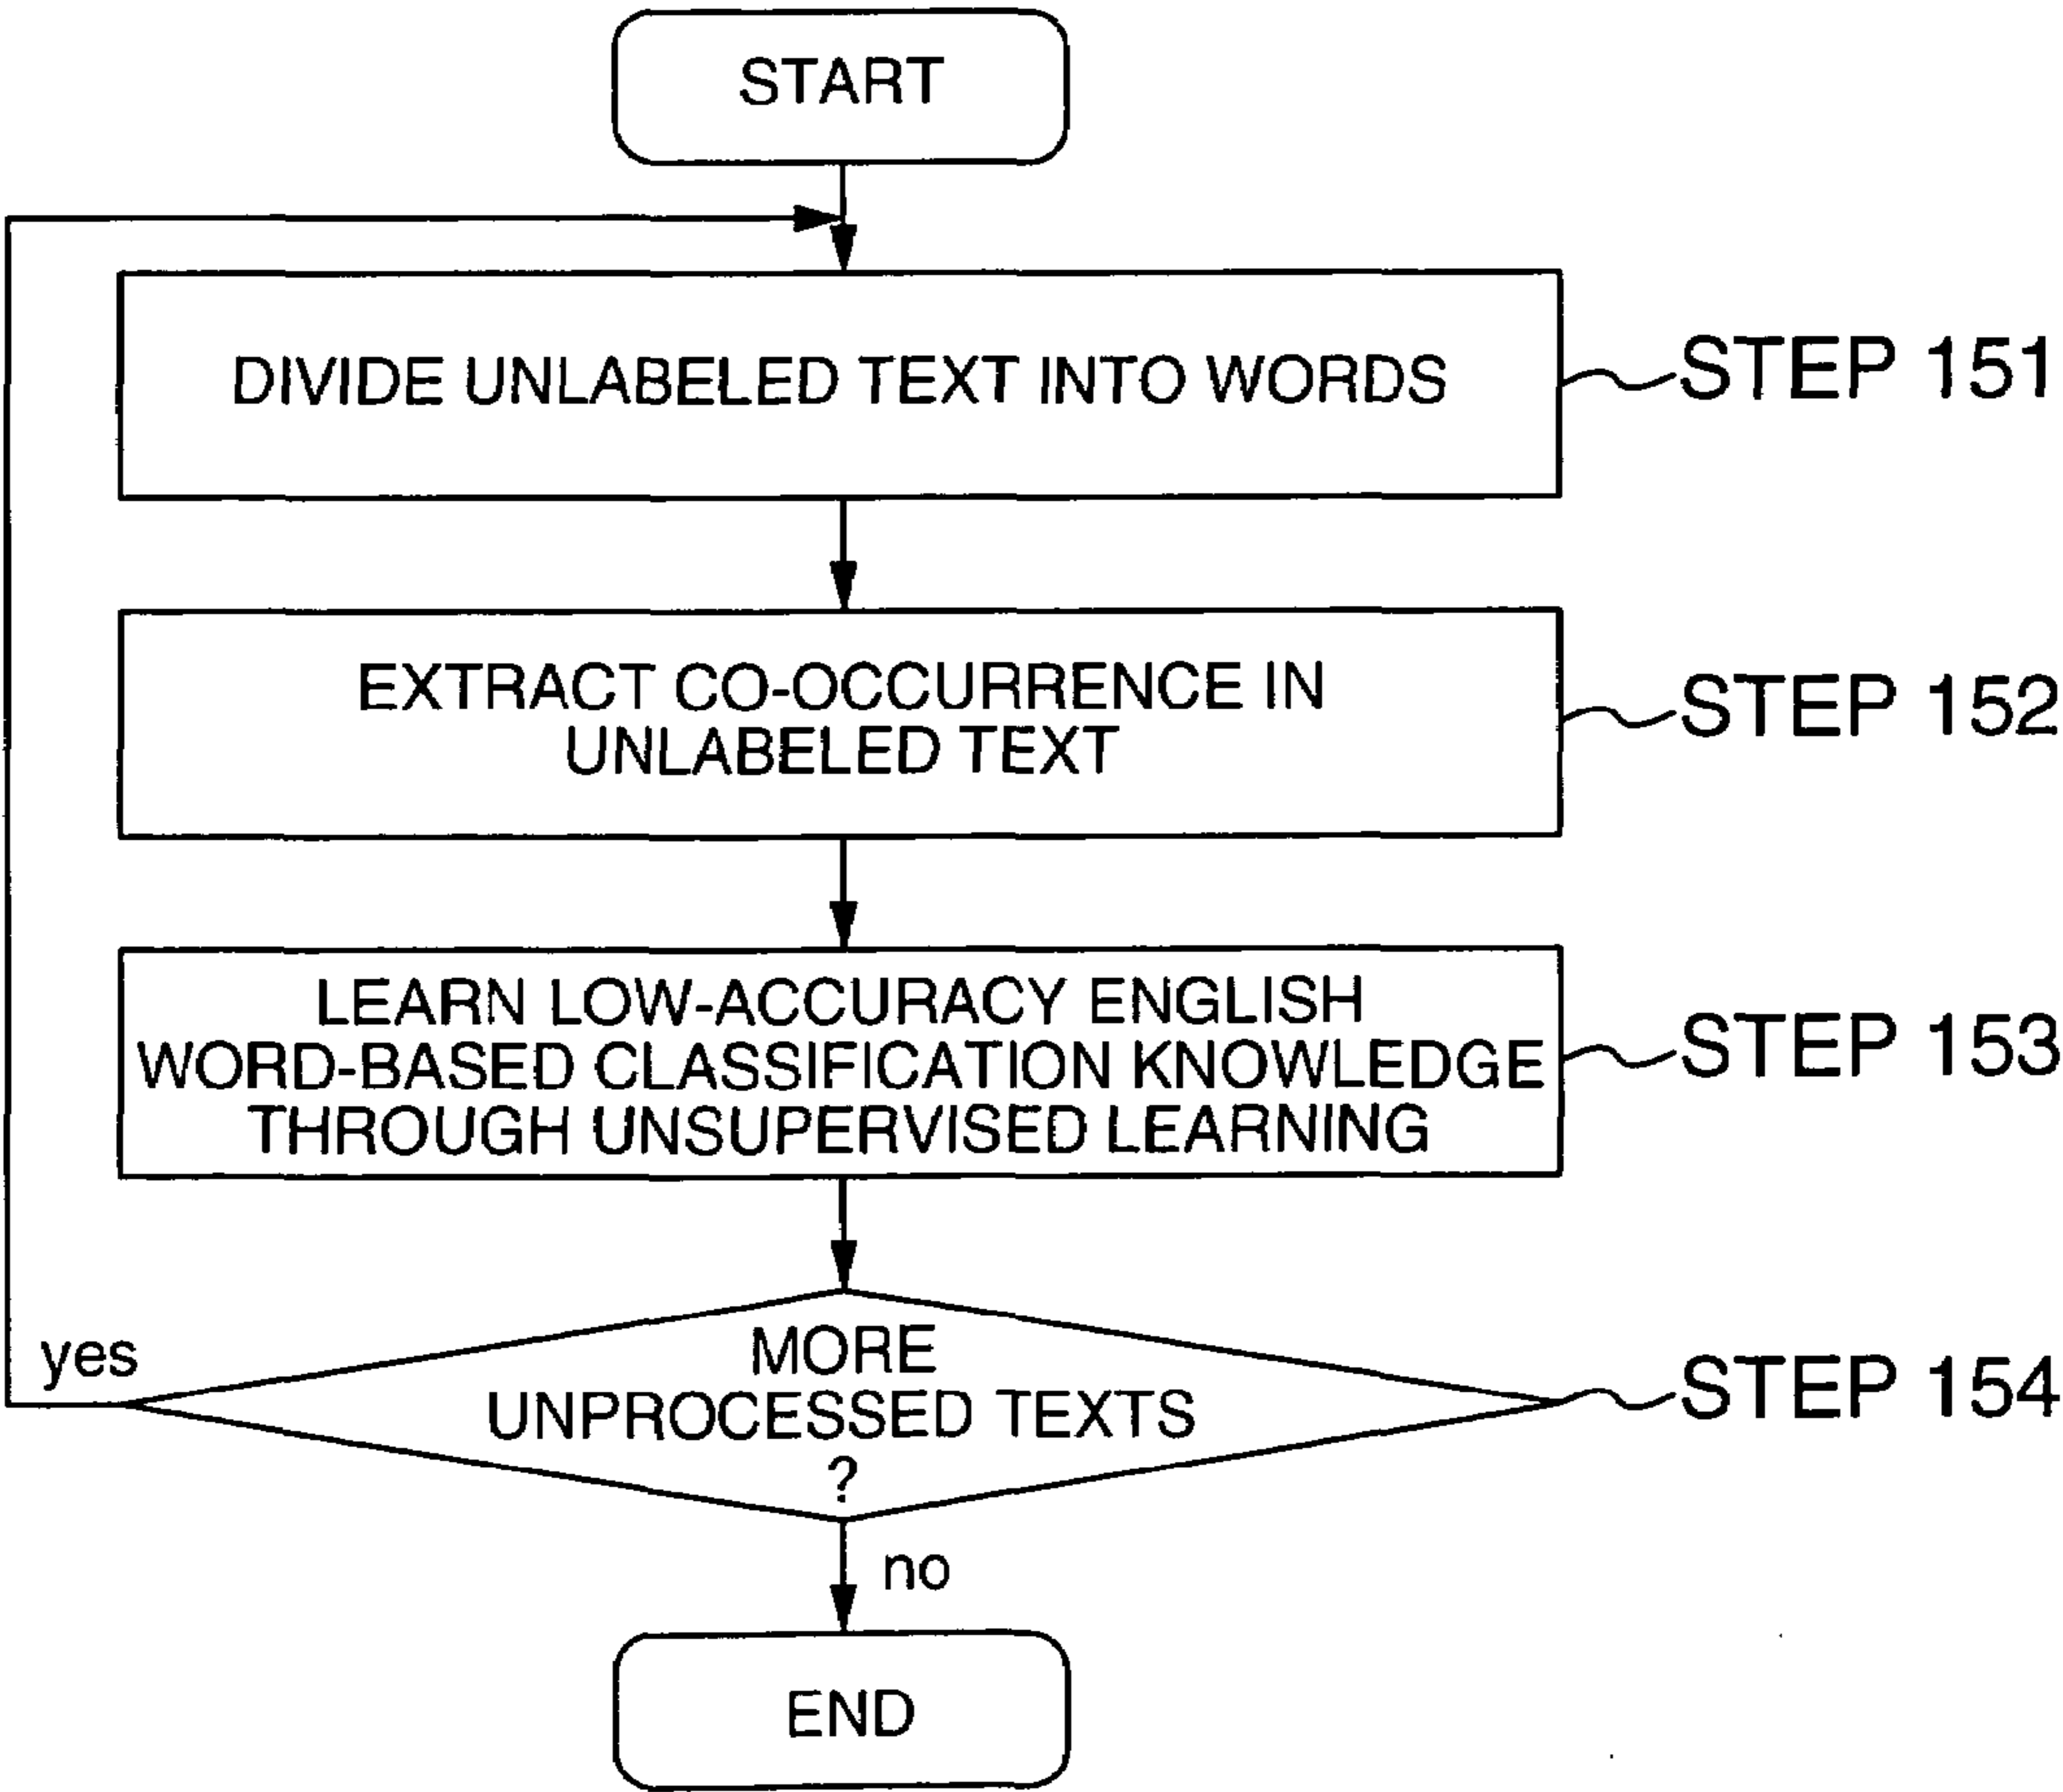 START
DIVIDE UNLABELED TEXT INTO WORDS
STEP 151
EXTRACT CO-OCCURRENCE IN
UNLABELED TEXT
STEP 152
LEARN LOW-ACCURACY ENGLISH
WORD-BASED CLASSIFICATION KNOWLEDGE
THROUGH UNSUPERVISED LEARNING
STEP 153
yes
MORE
UNPROCESSED TEXTS
?
STEP 154
no
END